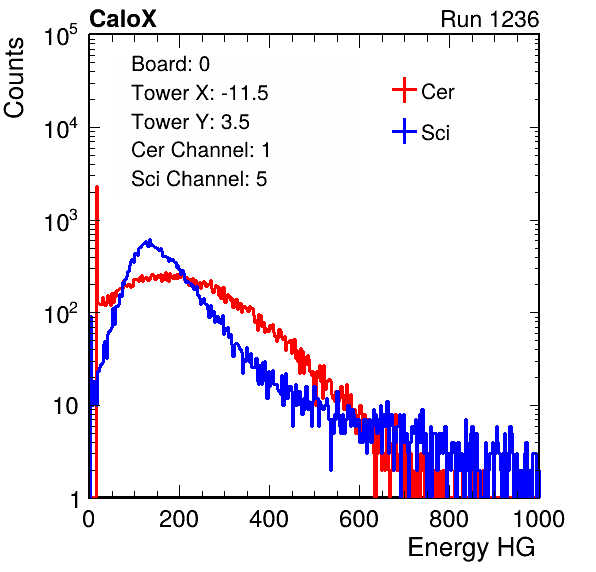 CaloX Run 1236
Counts
Board: 0
Tower X: -11.5
Tower Y: 3.5
Cer Channel: 1
Sci Channel: 5
Cer
Sci
10^5
10^4
10^3
10^2
10
1
0 200 400 600 800 1000
Energy HG